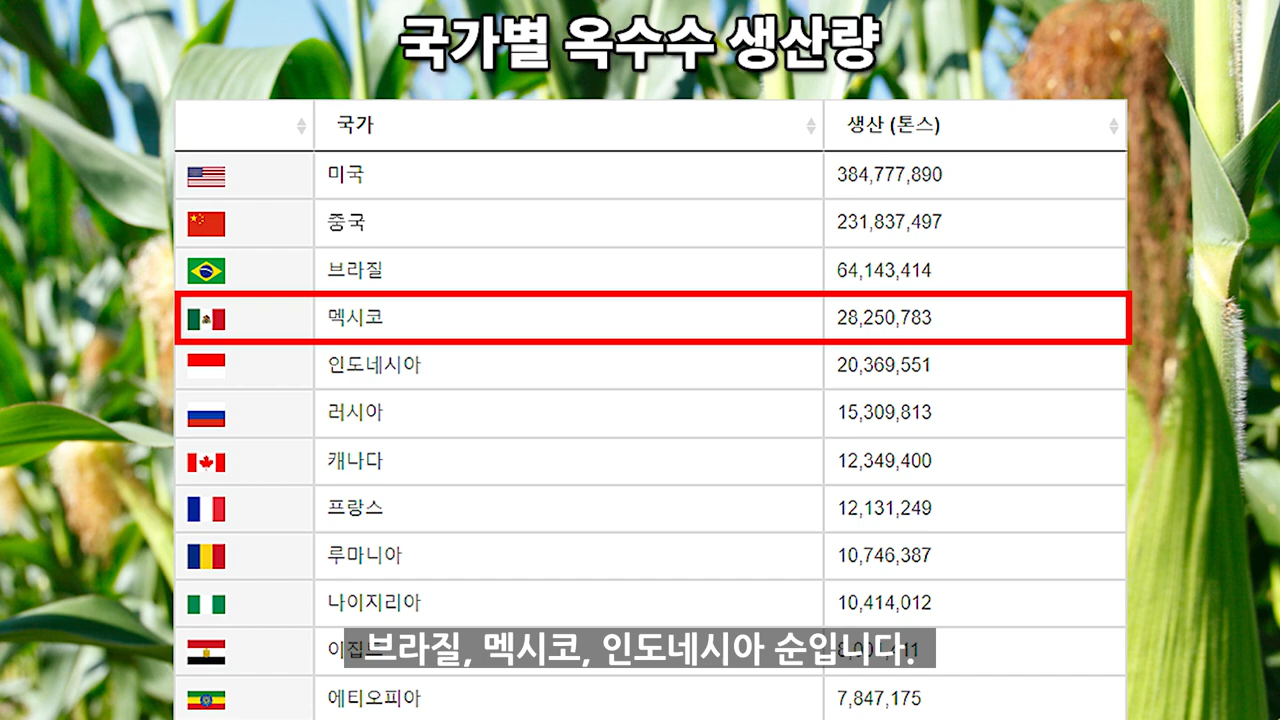 국가별 옥수수 생산량
국가 생산 (톤스)
미국 384,777,890
중국 231,837,497
브라질 64,143,414
멕시코 28,250,783
인도네시아 20,369,551
러시아 15,309,813
캐나다 12,349,400
프랑스 12,131,249
루마니아 10,746,387
나이지리아 10,414,012
브라질, 멕시코, 인도네시아 순입니다.
에티오피아 7,847,175